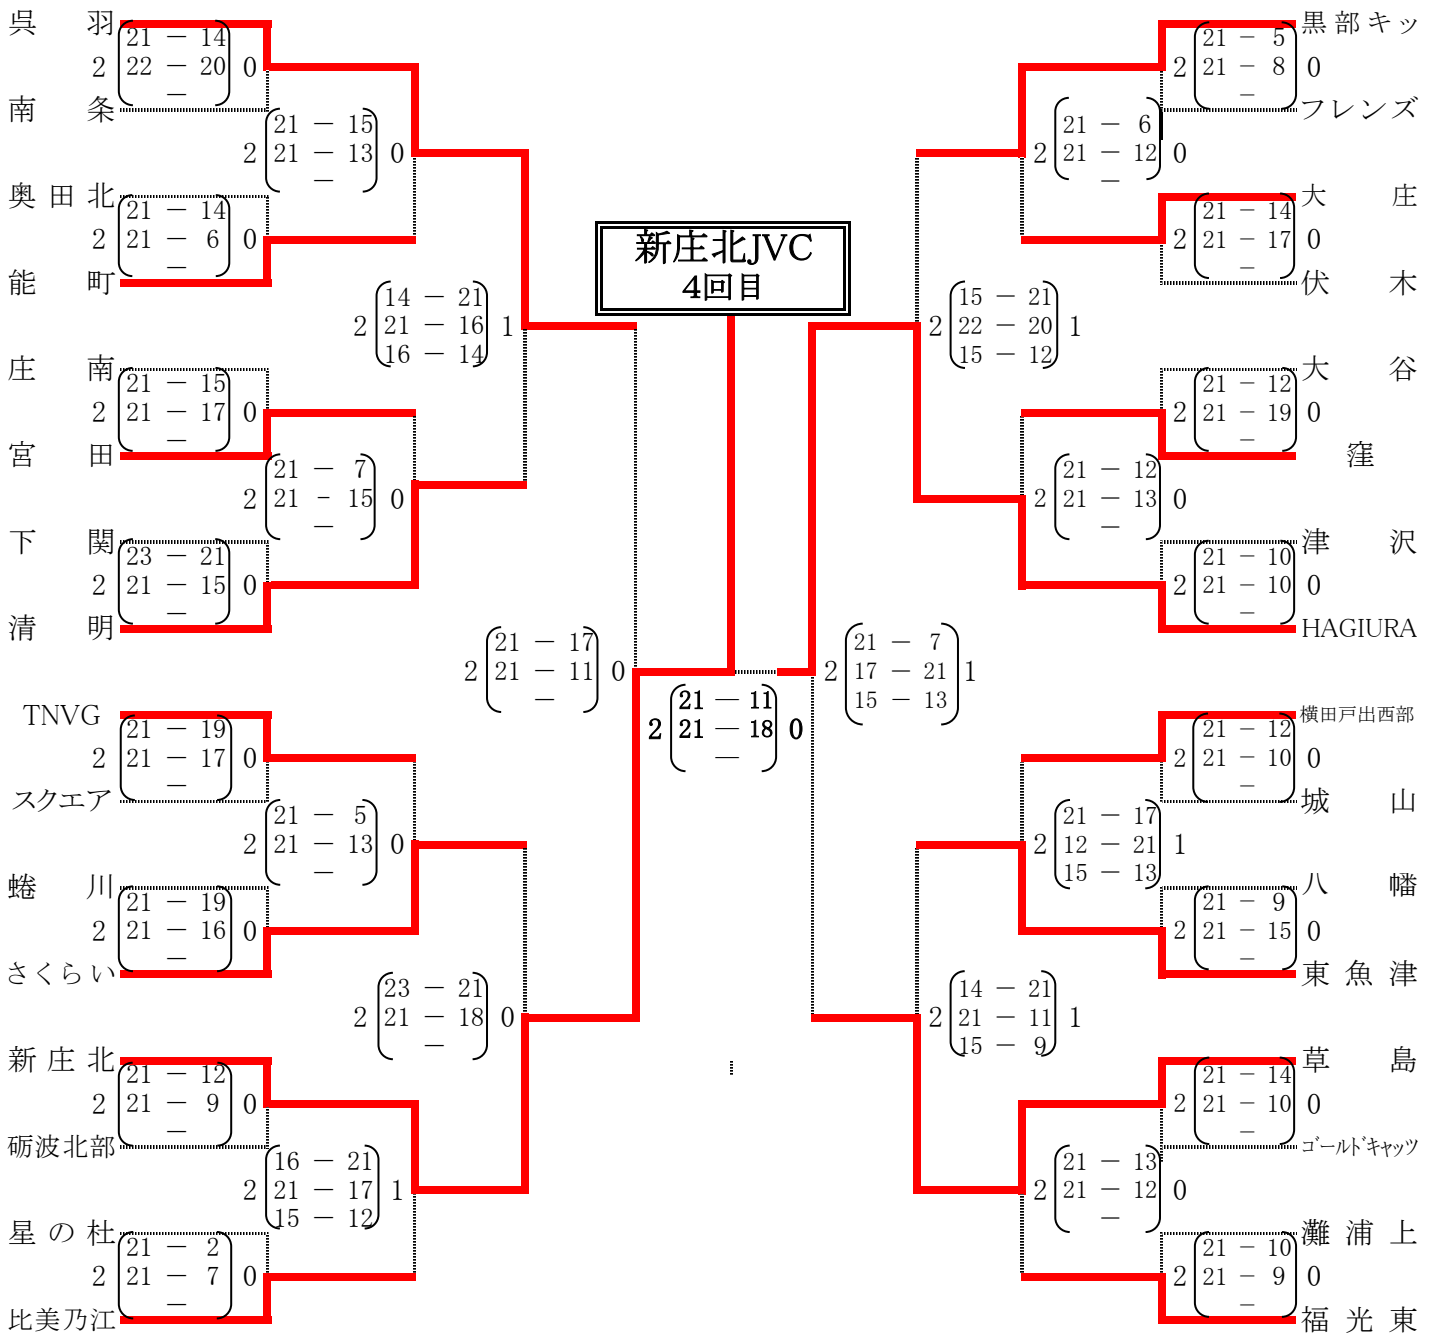 新庄北JVC
4回目
呉羽
21 － 14
2 22 － 20 0
－
南条
21 － 15
2 21 － 13 0
－
奥田北
21 － 14
2 21 － 6 0
－
能町
14 － 21
2 21 － 16 1
16 － 14
庄南
21 － 15
2 21 － 17 0
－
宮田
21 － 7
2 21 － 15 0
－
下関
23 － 21
2 21 － 15 0
－
清明
21 － 17
2 21 － 11 0
－
TNVG
21 － 19
2 21 － 17 0
－
スクエア
21 － 5
2 21 － 13 0
－
蜷川
21 － 19
2 21 － 16 0
－
さくらい
23 － 21
2 21 － 18 0
－
新庄北
21 － 12
2 21 － 9 0
－
砺波北部
16 － 21
2 21 － 17 1
15 － 12
星の杜
21 － 2
2 21 － 7 0
－
比美乃江
21 － 11
2 21 － 18 0
－
黒部キッ
21 － 5
2 21 － 8 0
－
フレンズ
21 － 6
2 21 － 12 0
－
大庄
21 － 14
2 21 － 17 0
－
伏木
15 － 21
2 22 － 20 1
15 － 12
大谷
21 － 12
2 21 － 19 0
－
窪
21 － 12
2 21 － 13 0
－
津沢
21 － 10
2 21 － 10 0
－
HAGIURA
21 － 7
2 17 － 21 1
15 － 13
横田戸出西部
21 － 12
2 21 － 10 0
－
城山
21 － 17
2 12 － 21 1
15 － 13
八幡
21 － 9
2 21 － 15 0
－
東魚津
14 － 21
2 21 － 11 1
15 － 9
草島
21 － 14
2 21 － 10 0
－
ゴールドキャッツ
21 － 13
2 21 － 12 0
－
灘浦上
21 － 10
2 21 － 9 0
－
福光東